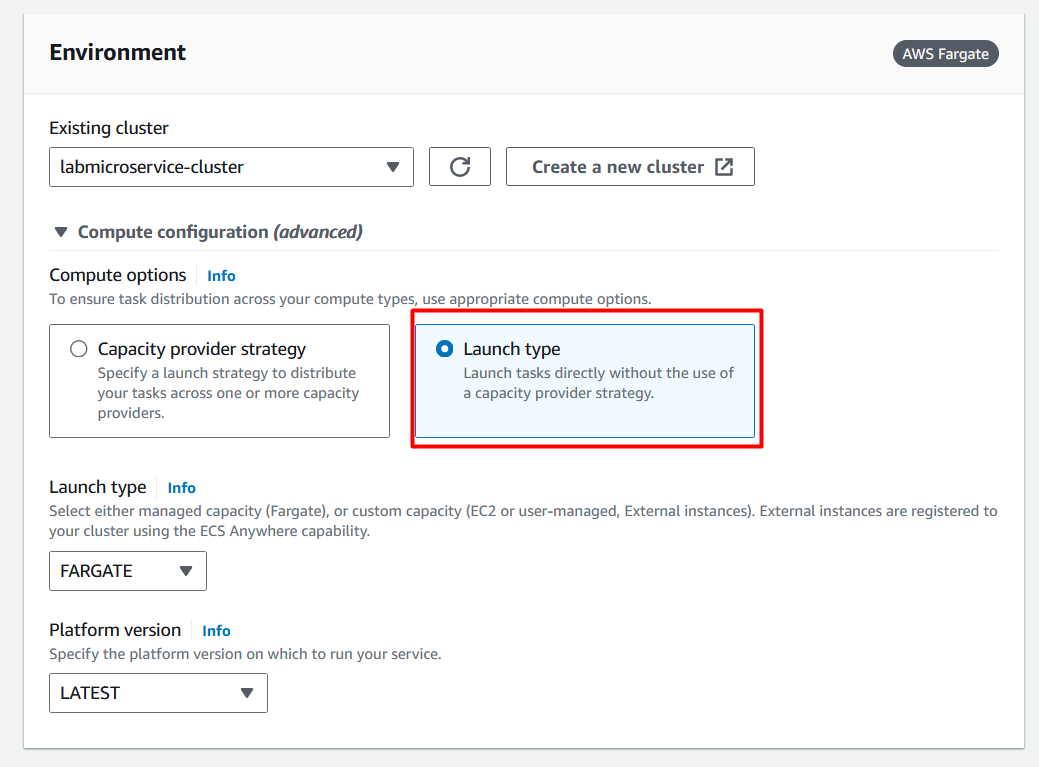 Environment
AWS Fargate
Existing cluster
labmicroservice-cluster
Create a new cluster
Compute configuration (advanced)
Compute options
Info
To ensure task distribution across your compute types, use appropriate compute options.
Capacity provider strategy
Specify a launch strategy to distribute
your tasks across one or more capacity
providers.
Launch type
Launch tasks directly without the use of
a capacity provider strategy.
Launch type
Info
Select either managed capacity (Fargate), or custom capacity (EC2 or user-managed, External instances). External instances are registered to
your cluster using the ECS Anywhere capability.
FARGATE
Platform version
Info
Specify the platform version on which to run your service.
LATEST